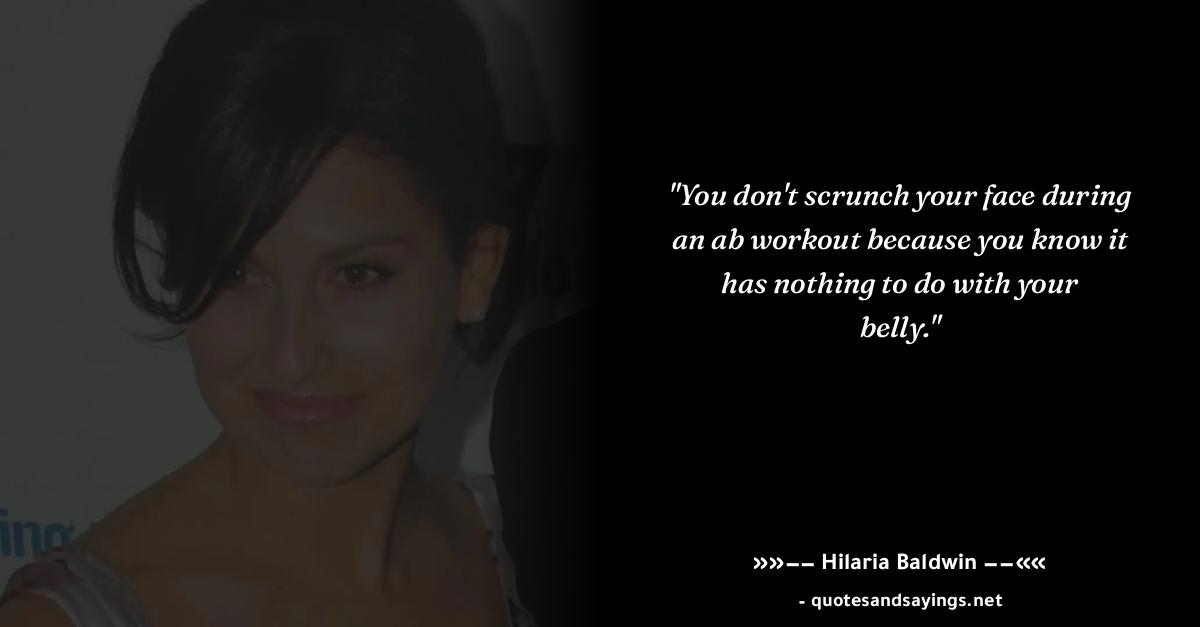 ing
"You don't scrunch your face during
an ab workout because you know it
has nothing to do with your
belly."
»»–– Hilaria Baldwin ––««
- quotesandsayings.net